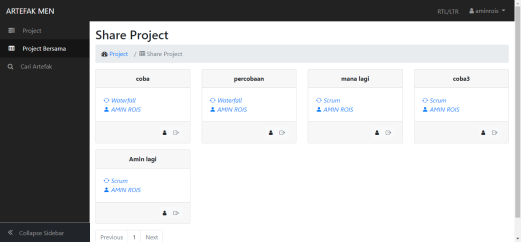 ARTEFAK MEN
RTL/LTR
aminrois
Project
Project Bersama
Cari Artefak
Share Project
Project / Share Project
coba
Waterfall
AMIN ROIS
percobaan
Waterfall
AMIN ROIS
mana lagi
Scrum
AMIN ROIS
coba3
Scrum
AMIN ROIS
Amin lagi
Scrum
AMIN ROIS
Previous 1 Next
Collapse Sidebar